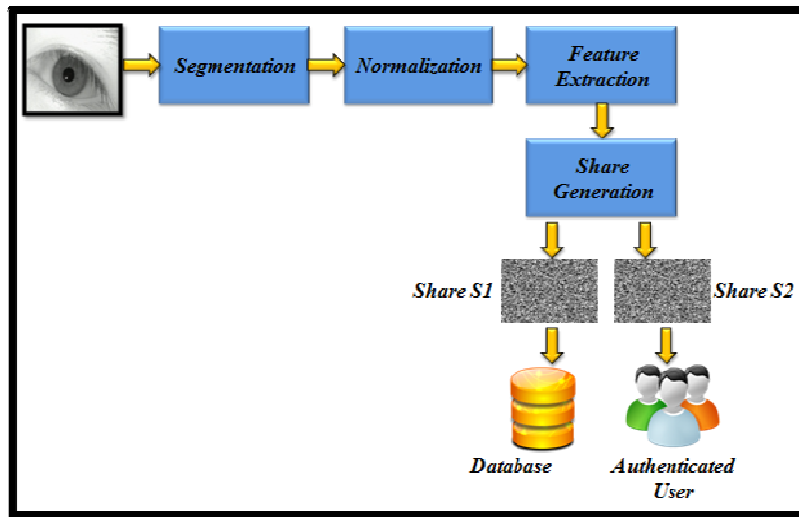 Segmentation
Normalization
Feature
Extraction
Share
Generation
Share S1
Share S2
Database
Authenticated
User